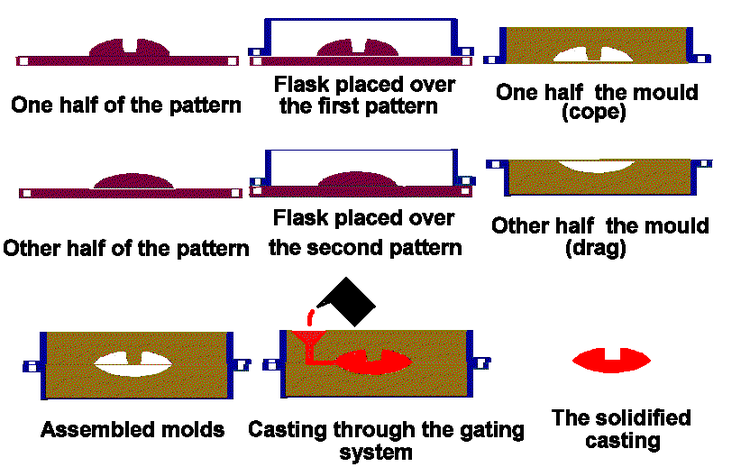 One half of the pattern
Flask placed over
the first pattern
One half the mould
(cope)
Other half of the pattern
Flask placed over
the second pattern
Other half the mould
(drag)
Assembled molds
Casting through the gating
system
The solidified
casting